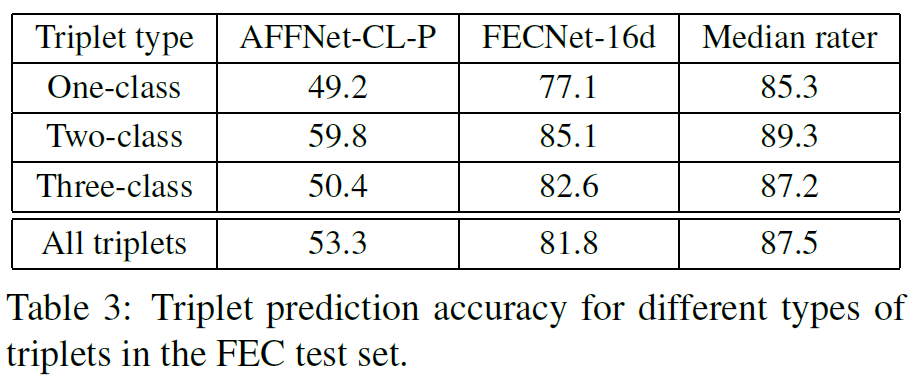 Triplet type AFFNet-CL-P FECNet-16d Median rater
One-class 49.2 77.1 85.3
Two-class 59.8 85.1 89.3
Three-class 50.4 82.6 87.2
All triplets 53.3 81.8 87.5
Table 3: Triplet prediction accuracy for different types of
triplets in the FEC test set.